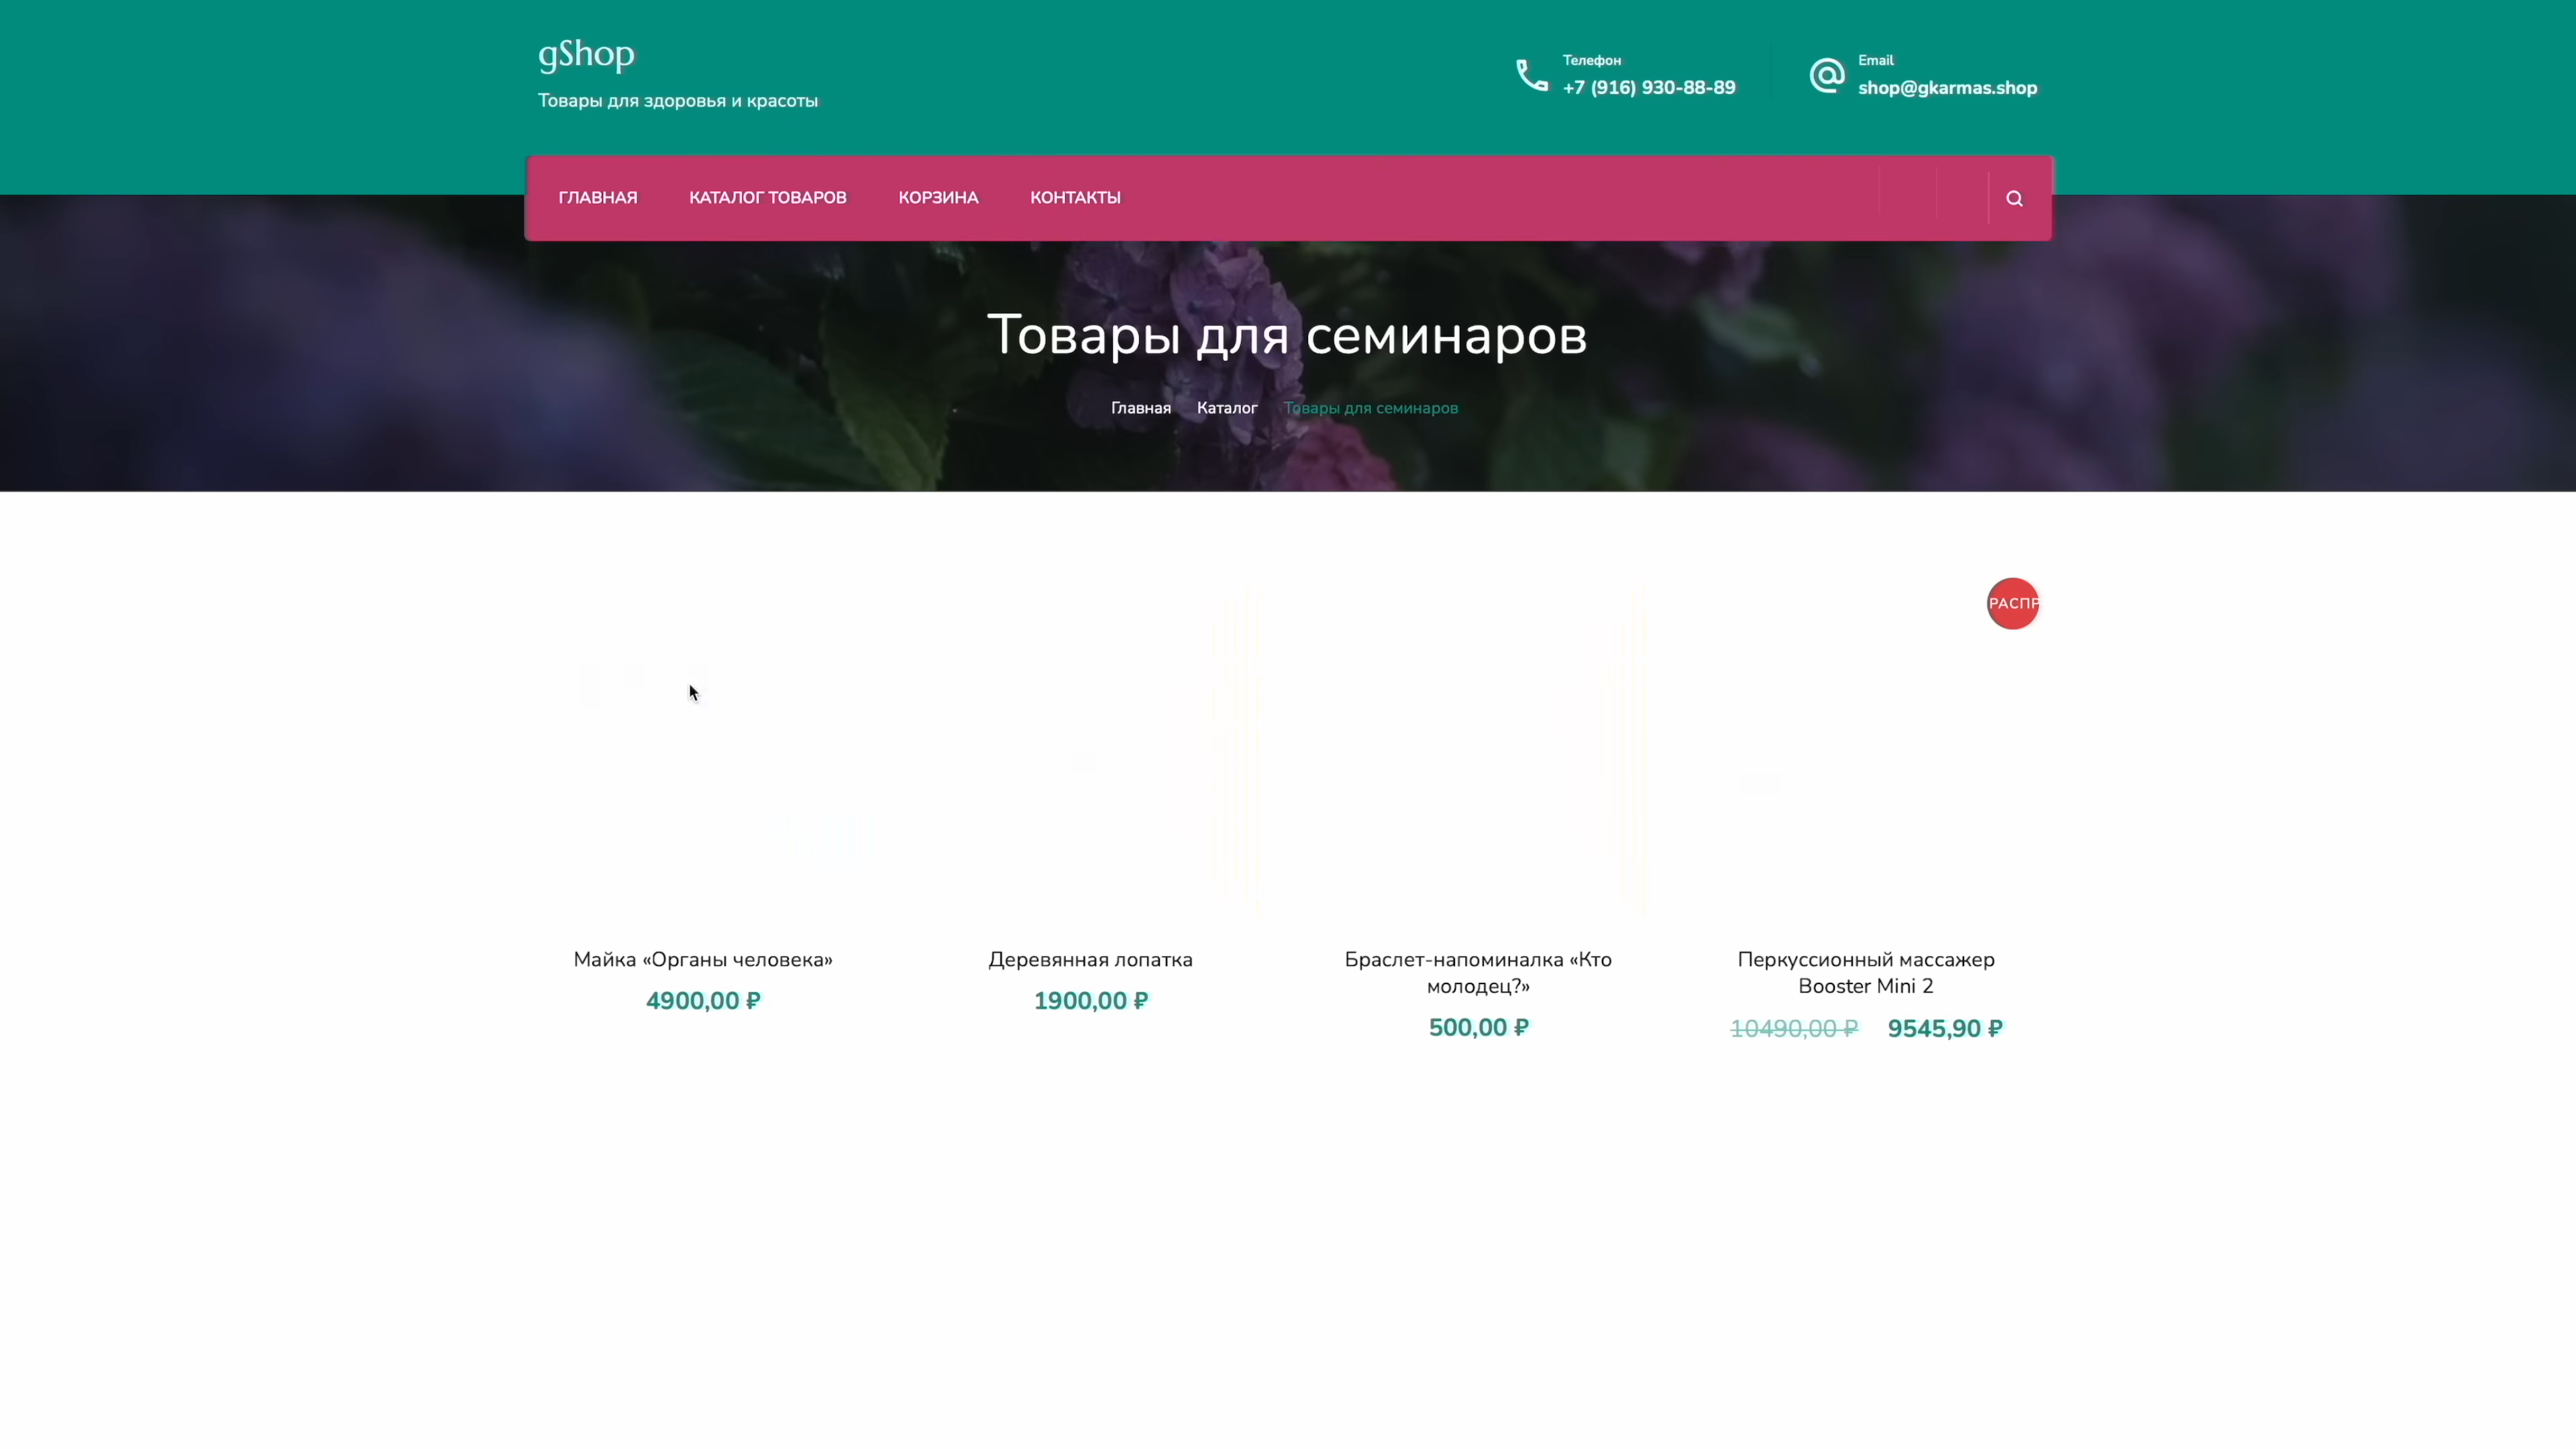 gShop
Товары для здоровья и красоты
Телефон
+7 (916) 930-88-89
Email
shop@gkarmas.shop
ГЛАВНАЯ КАТАЛОГ ТОВАРОВ КОРЗИНА КОНТАКТЫ
Товары для семинаров
Главная Каталог Товары для семинаров
РАСПР
Майка «Органы человека»
4900,00 ₽
Деревянная лопатка
1900,00 ₽
Браслет-напоминалка «Кто
молодец?»
500,00 ₽
Перкуссионный массажер
Booster Mini 2
10490,00 ₽ 9545,90 ₽